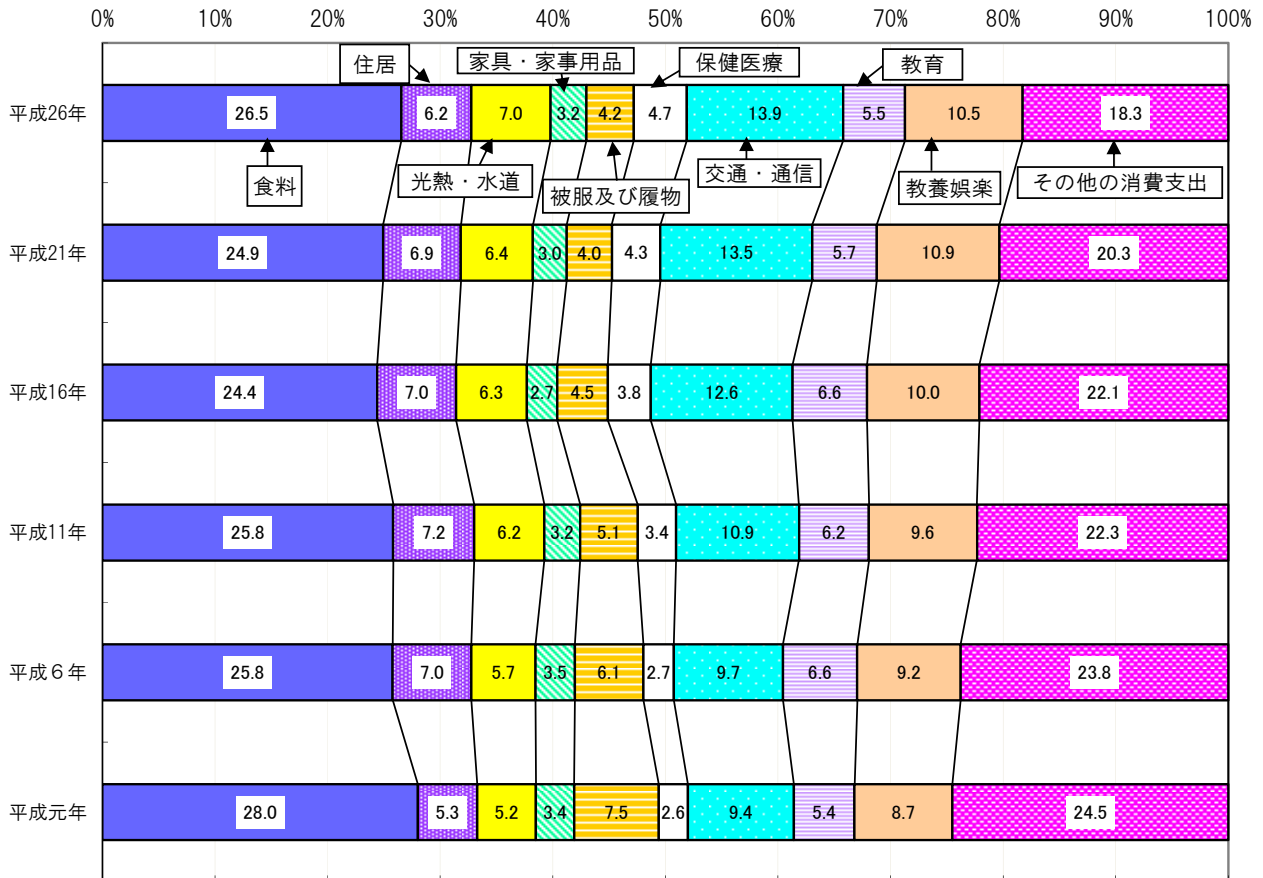 0% 10% 20% 30% 40% 50% 60% 70% 80% 90% 100%
住居 家具・家事用品 保健医療 教育
平成26年 26.5 6.2 7.0 3.2 4.2 4.7 13.9 5.5 10.5 18.3
食料 光熱・水道 被服及び履物 交通・通信 教養娯楽 その他の消費支出
平成21年 24.9 6.9 6.4 3.0 4.0 4.3 13.5 5.7 10.9 20.3
平成16年 24.4 7.0 6.3 2.7 4.5 3.8 12.6 6.6 10.0 22.1
平成11年 25.8 7.2 6.2 3.2 5.1 3.4 10.9 6.2 9.6 22.3
平成６年 25.8 7.0 5.7 3.5 6.1 2.7 9.7 6.6 9.2 23.8
平成元年 28.0 5.3 5.2 3.4 7.5 2.6 9.4 5.4 8.7 24.5